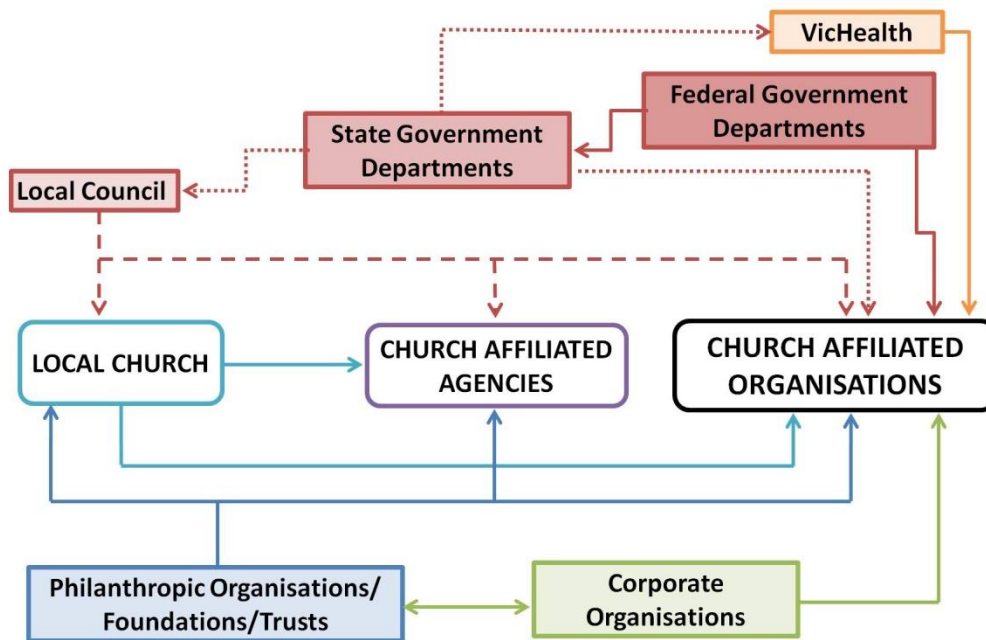 VicHealth
Federal Government
Departments
State Government
Departments
Local Council
LOCAL CHURCH
CHURCH AFFILIATED
AGENCIES
CHURCH AFFILIATED
ORGANISATIONS
Philanthropic Organisations/
Foundations/Trusts
Corporate
Organisations